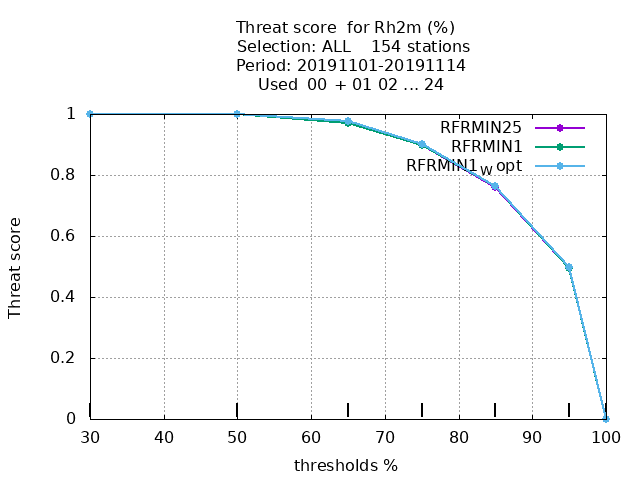 Threat score for Rh2m (%)
Selection: ALL 154 stations
Period: 20191101-20191114
Used 00 + 01 02 ... 24
RFRMIN25
RFRMIN1
RFRMIN1w opt
1
0.8
0.6
0.4
0.2
0
Threat score
30 40 50 60 70 80 90 100
thresholds %